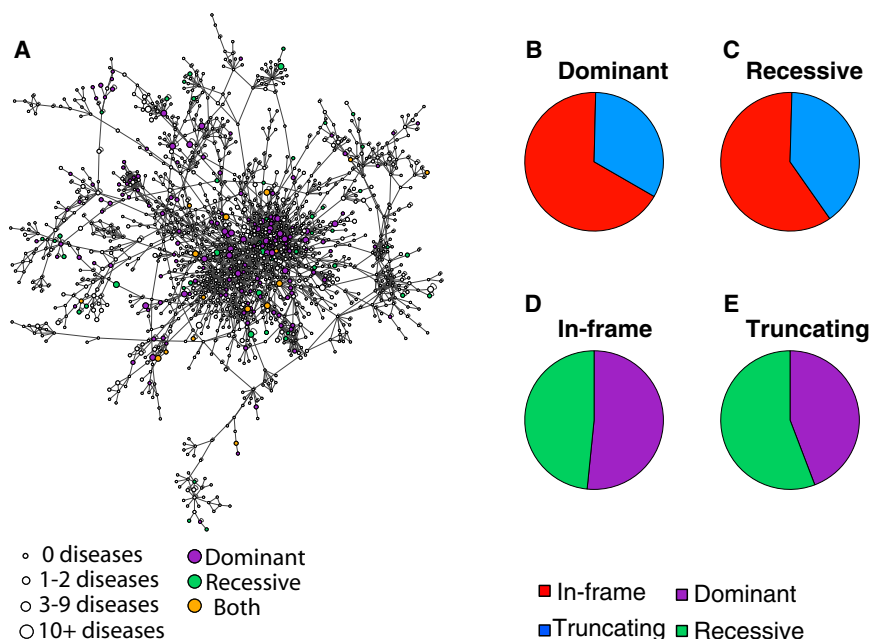 A
B
Dominant
C
Recessive
D
In-frame
E
Truncating
0 diseases
1-2 diseases
3-9 diseases
10+ diseases
Dominant
Recessive
Both
In-frame
Truncating
Dominant
Recessive